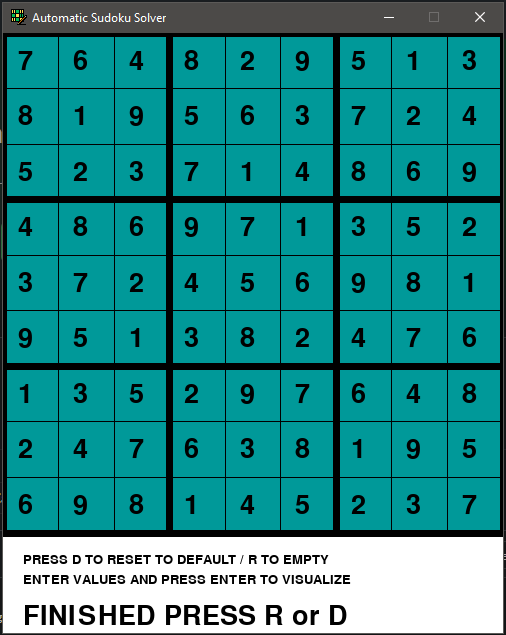 Automatic Sudoku Solver
7 6 4 8 2 9 5 1 3
8 1 9 5 6 3 7 2 4
5 2 3 7 1 4 8 6 9
4 8 6 9 7 1 3 5 2
3 7 2 4 5 6 9 8 1
9 5 1 3 8 2 4 7 6
1 3 5 2 9 7 6 4 8
2 4 7 6 3 8 1 9 5
6 9 8 1 4 5 2 3 7
PRESS D TO RESET TO DEFAULT / R TO EMPTY
ENTER VALUES AND PRESS ENTER TO VISUALIZE
FINISHED PRESS R or D